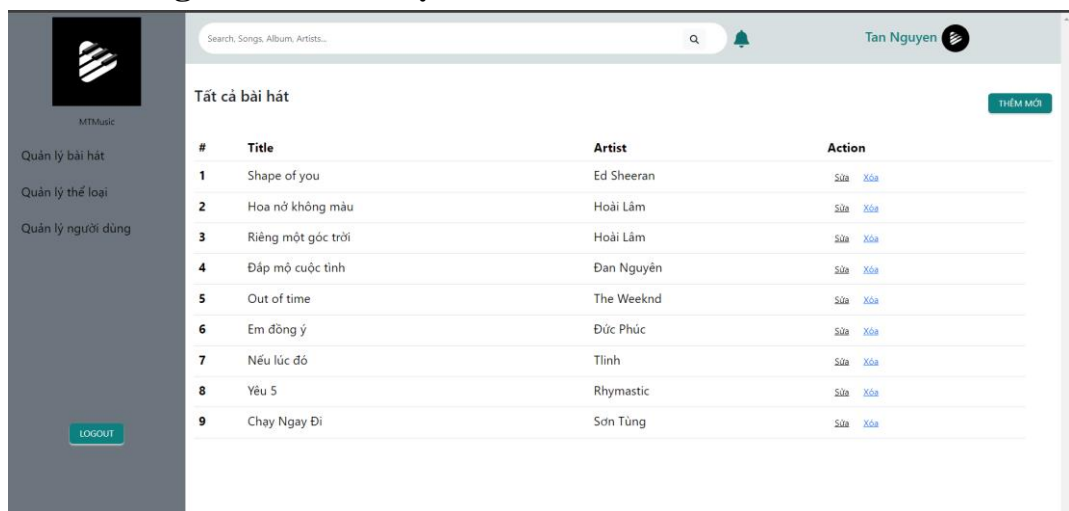 MTMusic
Quản lý bài hát
Quản lý thể loại
Quản lý người dùng
LOGOUT
Search, Songs, Album, Artists...
Tan Nguyen
Tất cả bài hát
THÊM MỚI
# Title Artist Action
1 Shape of you Ed Sheeran Sửa Xóa
2 Hoa nở không màu Hoài Lâm Sửa Xóa
3 Riêng một góc trời Hoài Lâm Sửa Xóa
4 Đắp mộ cuộc tình Đan Nguyên Sửa Xóa
5 Out of time The Weeknd Sửa Xóa
6 Em đồng ý Đức Phúc Sửa Xóa
7 Nếu lúc đó Tlinh Sửa Xóa
8 Yêu 5 Rhymastic Sửa Xóa
9 Chạy Ngay Đi Sơn Tùng Sửa Xóa